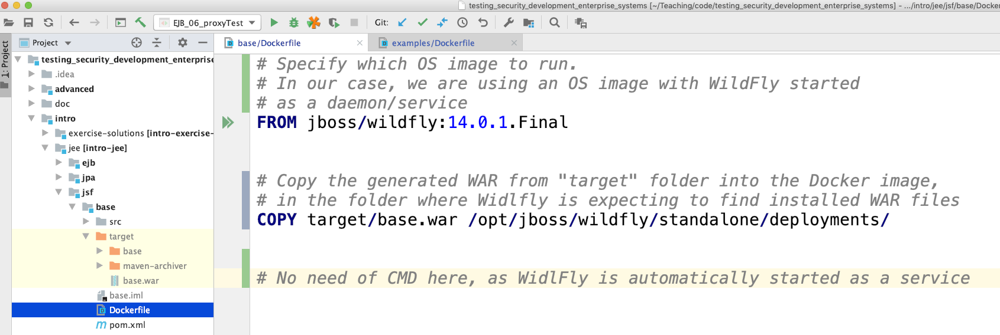 testing_security_development_enterprise_systems [~/Teaching/code/testing_security_development_enterprise_systems] - .../intro/jee/jsf/base/Docker
EJB_06_proxyTest
Git:
1: Project
Project
base/Dockerfile
examples/Dockerfile
testing_security_development_enterprise
.idea
advanced
doc
intro
exercise-solutions [intro-exercise-
jee [intro-jee]
ejb
jpa
jsf
base
src
target
base
maven-archiver
base.war
base.iml
Dockerfile
pom.xml
# Specify which OS image to run.
# In our case, we are using an OS image with WildFly started
# as a daemon/service
FROM jboss/wildfly:14.0.1.Final
# Copy the generated WAR from "target" folder into the Docker image,
# in the folder where Widlfly is expecting to find installed WAR files
COPY target/base.war /opt/jboss/wildfly/standalone/deployments/
# No need of CMD here, as WidlFly is automatically started as a service